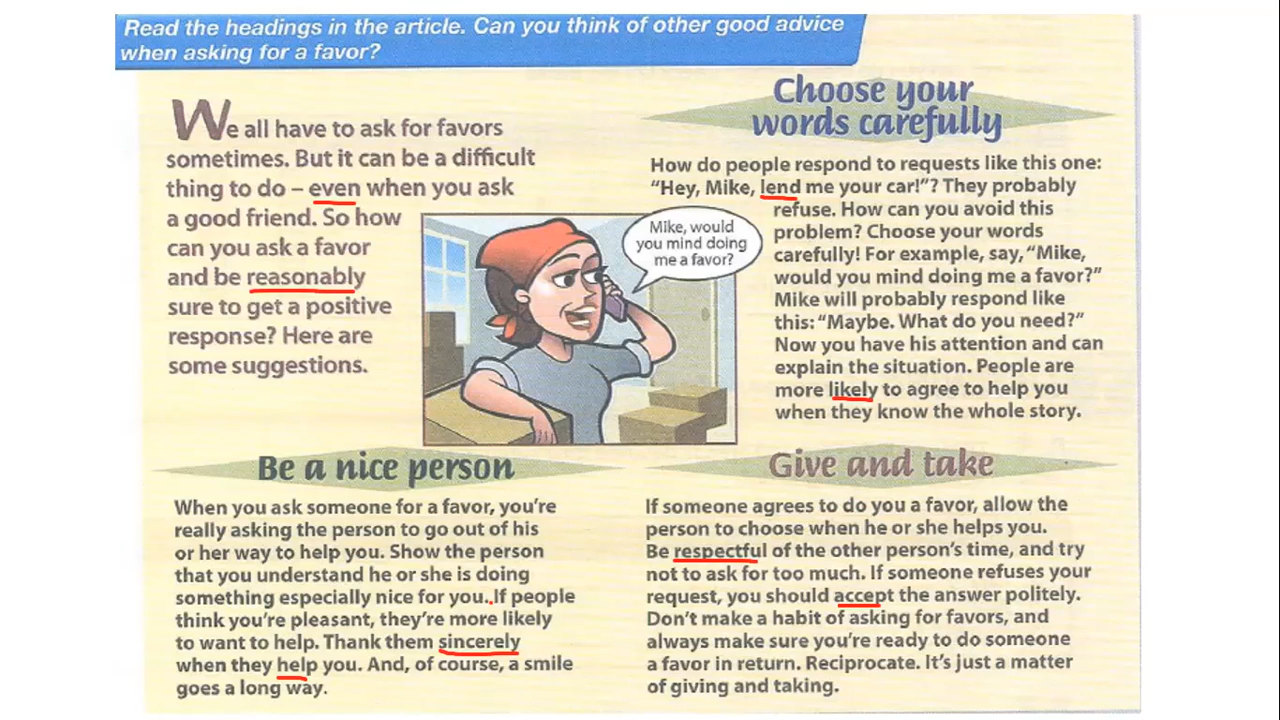 Read the headings in the article. Can you think of other good advice
when asking for a favor?
We all have to ask for favors
sometimes. But it can be a difficult
thing to do – even when you ask
a good friend. So how
can you ask a favor
and be reasonably
sure to get a positive
response? Here are
some suggestions.
Mike, would
you mind doing
me a favor?
Choose your
words carefully
How do people respond to requests like this one:
“Hey, Mike, lend me your car!”? They probably
refuse. How can you avoid this
problem? Choose your words
carefully! For example, say, “Mike,
would you mind doing me a favor?”
Mike will probably respond like
this: “Maybe. What do you need?”
Now you have his attention and can
explain the situation. People are
more likely to agree to help you
when they know the whole story.
Be a nice person
When you ask someone for a favor, you’re
really asking the person to go out of his
or her way to help you. Show the person
that you understand he or she is doing
something especially nice for you. If people
think you’re pleasant, they’re more likely
to want to help. Thank them sincerely
when they help you. And, of course, a smile
goes a long way.
Give and take
If someone agrees to do you a favor, allow the
person to choose when he or she helps you.
Be respectful of the other person’s time, and try
not to ask for too much. If someone refuses your
request, you should accept the answer politely.
Don’t make a habit of asking for favors, and
always make sure you’re ready to do someone
a favor in return. Reciprocate. It’s just a matter
of giving and taking.